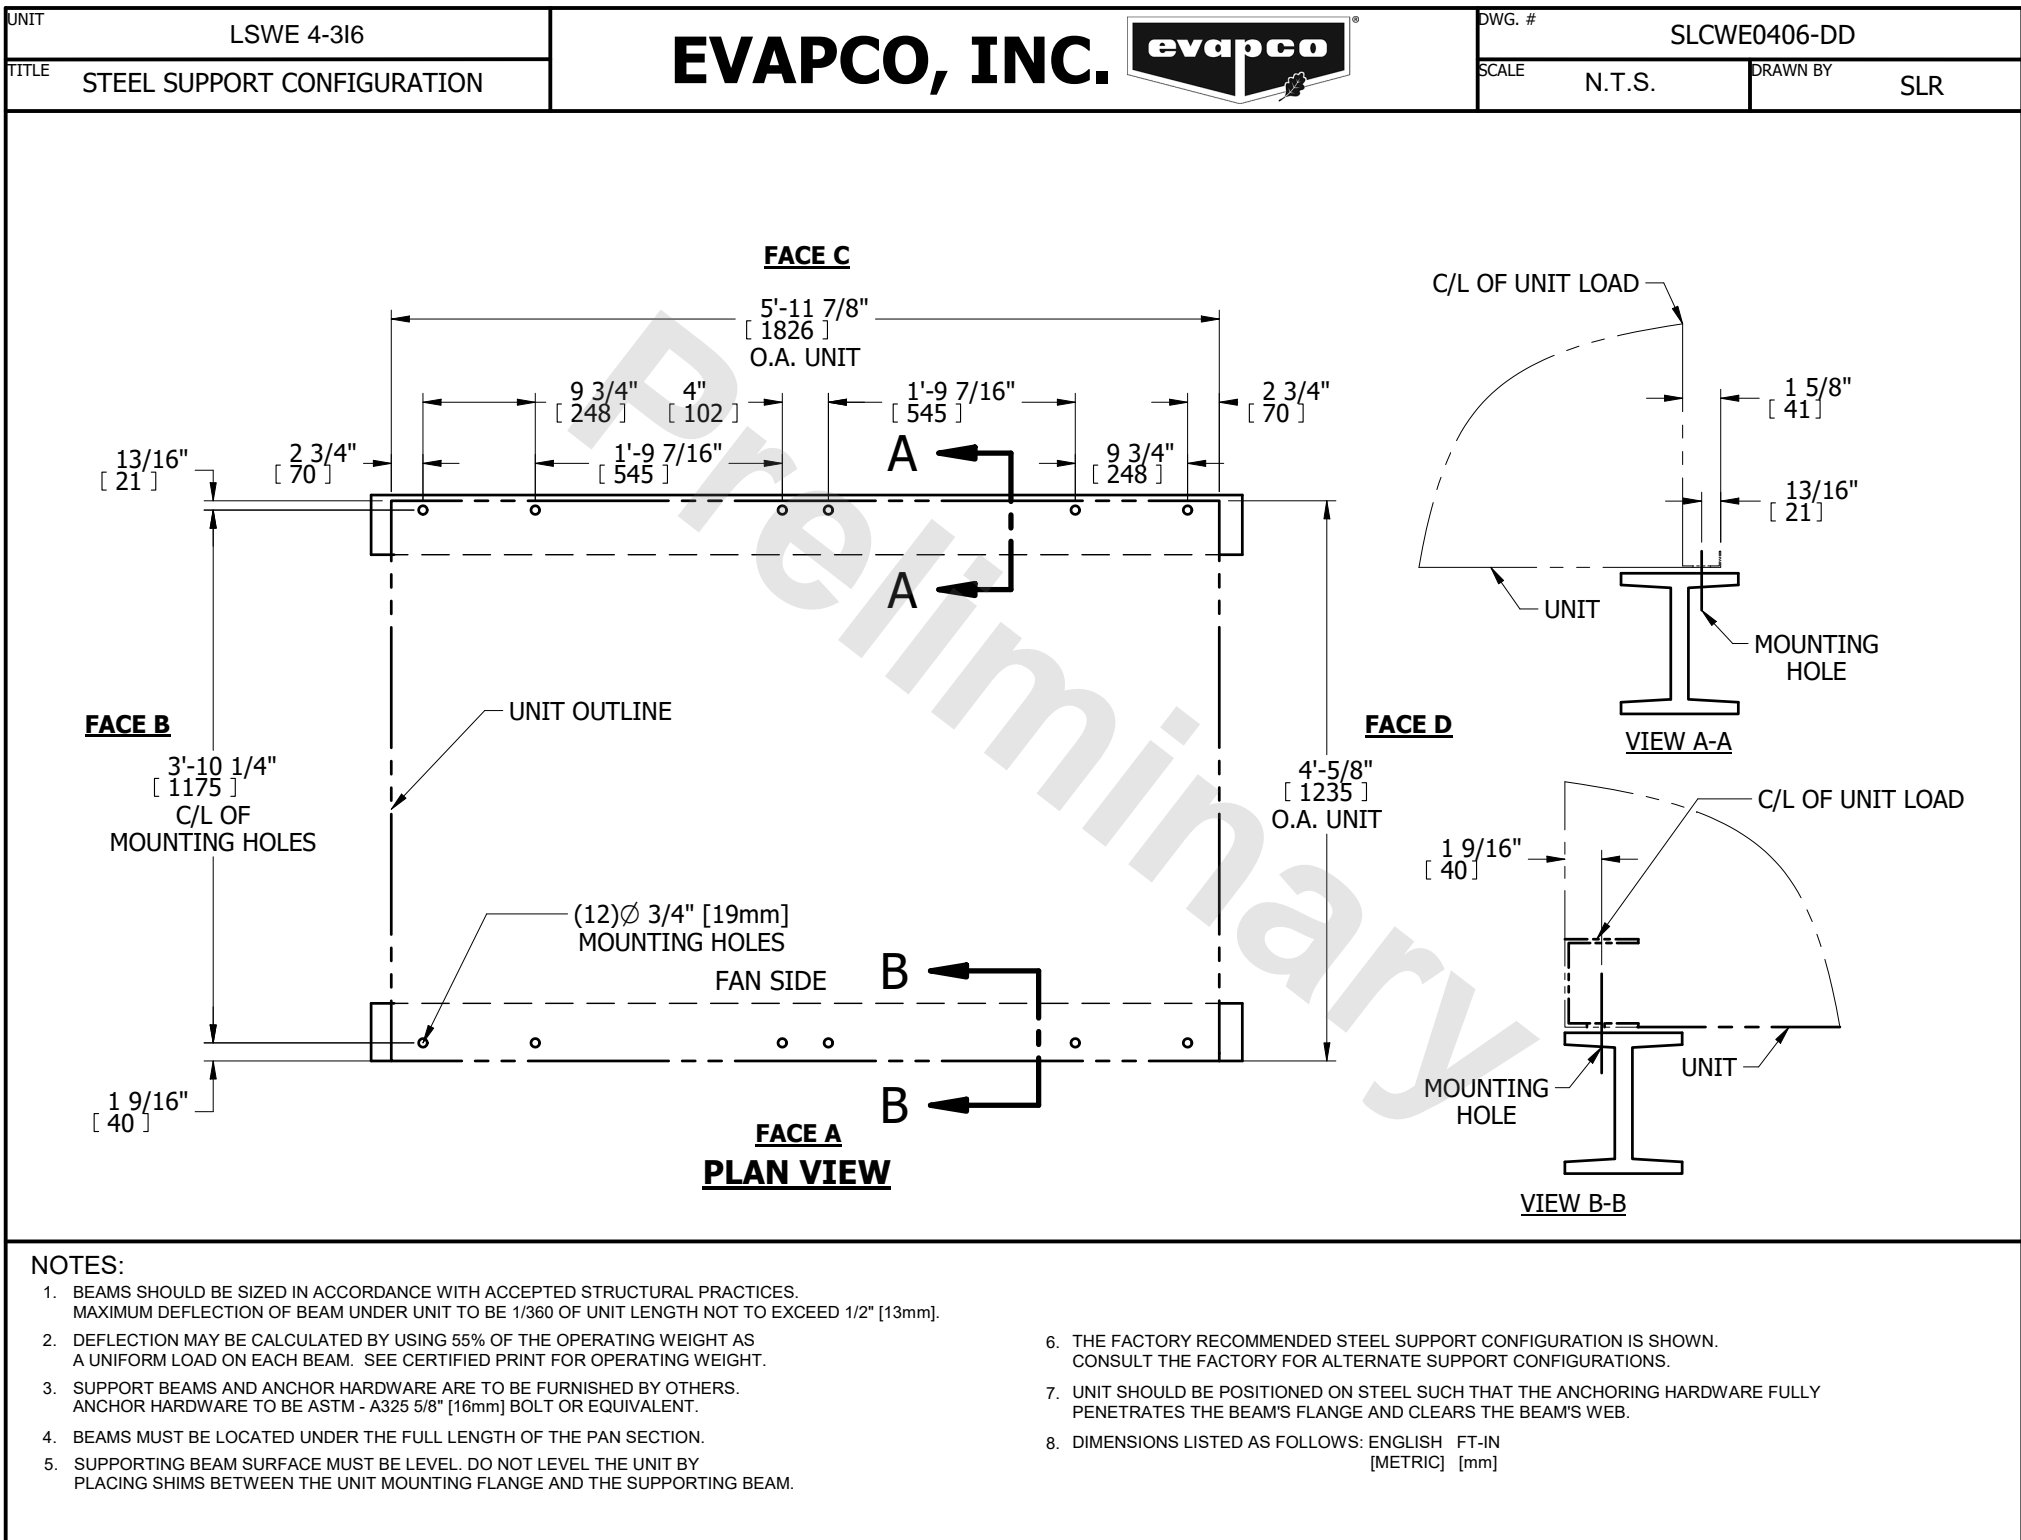 UNIT
LSWE 4-3I6
TITLE
STEEL SUPPORT CONFIGURATION
EVAPCO, INC.
evapco
®
DWG. #
SLCWE0406-DD
SCALE
N.T.S.
DRAWN BY
SLR
FACE C
5'-11 7/8"
[ 1826 ]
O.A. UNIT
9 3/4"
[ 248 ]
4"
[ 102 ]
1'-9 7/16"
[ 545 ]
2 3/4"
[ 70 ]
13/16"
[ 21 ]
2 3/4"
[ 70 ]
1'-9 7/16"
[ 545 ]
A
9 3/4"
[ 248 ]
A
UNIT OUTLINE
FACE B
3'-10 1/4"
[ 1175 ]
C/L OF
MOUNTING HOLES
FACE D
4'-5/8"
[ 1235 ]
O.A. UNIT
(12)∅ 3/4" [19mm]
MOUNTING HOLES
FAN SIDE
B
B
1 9/16"
[ 40 ]
FACE A
PLAN VIEW
Preliminary
C/L OF UNIT LOAD
1 5/8"
[ 41]
13/16"
[ 21]
UNIT
MOUNTING
HOLE
VIEW A-A
C/L OF UNIT LOAD
1 9/16"
[ 40]
UNIT
MOUNTING
HOLE
VIEW B-B
NOTES:
1. BEAMS SHOULD BE SIZED IN ACCORDANCE WITH ACCEPTED STRUCTURAL PRACTICES.
MAXIMUM DEFLECTION OF BEAM UNDER UNIT TO BE 1/360 OF UNIT LENGTH NOT TO EXCEED 1/2" [13mm].
2. DEFLECTION MAY BE CALCULATED BY USING 55% OF THE OPERATING WEIGHT AS
A UNIFORM LOAD ON EACH BEAM. SEE CERTIFIED PRINT FOR OPERATING WEIGHT.
3. SUPPORT BEAMS AND ANCHOR HARDWARE ARE TO BE FURNISHED BY OTHERS.
ANCHOR HARDWARE TO BE ASTM - A325 5/8" [16mm] BOLT OR EQUIVALENT.
4. BEAMS MUST BE LOCATED UNDER THE FULL LENGTH OF THE PAN SECTION.
5. SUPPORTING BEAM SURFACE MUST BE LEVEL. DO NOT LEVEL THE UNIT BY
PLACING SHIMS BETWEEN THE UNIT MOUNTING FLANGE AND THE SUPPORTING BEAM.
6. THE FACTORY RECOMMENDED STEEL SUPPORT CONFIGURATION IS SHOWN.
CONSULT THE FACTORY FOR ALTERNATE SUPPORT CONFIGURATIONS.
7. UNIT SHOULD BE POSITIONED ON STEEL SUCH THAT THE ANCHORING HARDWARE FULLY
PENETRATES THE BEAM'S FLANGE AND CLEARS THE BEAM'S WEB.
8. DIMENSIONS LISTED AS FOLLOWS: ENGLISH FT-IN
[METRIC] [mm]